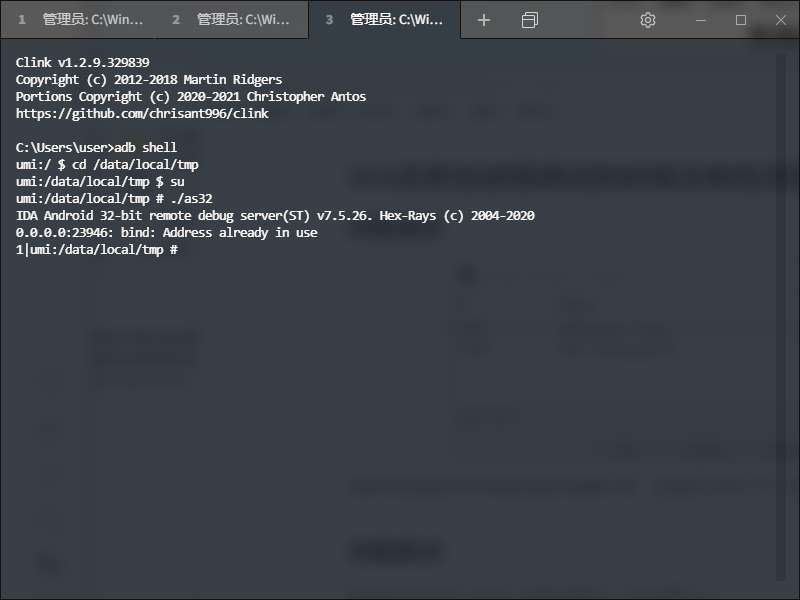 1 管理员: C:\Win... 2 管理员: C:\Wi... 3 管理员: C:\Wi...
Clink v1.2.9.329839
Copyright (c) 2012-2018 Martin Ridgers
Portions Copyright (c) 2020-2021 Christopher Antos
https://github.com/chrisant996/clink
C:\Users\user>adb shell
umi:/ $ cd /data/local/tmp
umi:/data/local/tmp $ su
umi:/data/local/tmp # ./as32
IDA Android 32-bit remote debug server(ST) v7.5.26. Hex-Rays (c) 2004-2020
0.0.0.0:23946: bind: Address already in use
1|umi:/data/local/tmp #